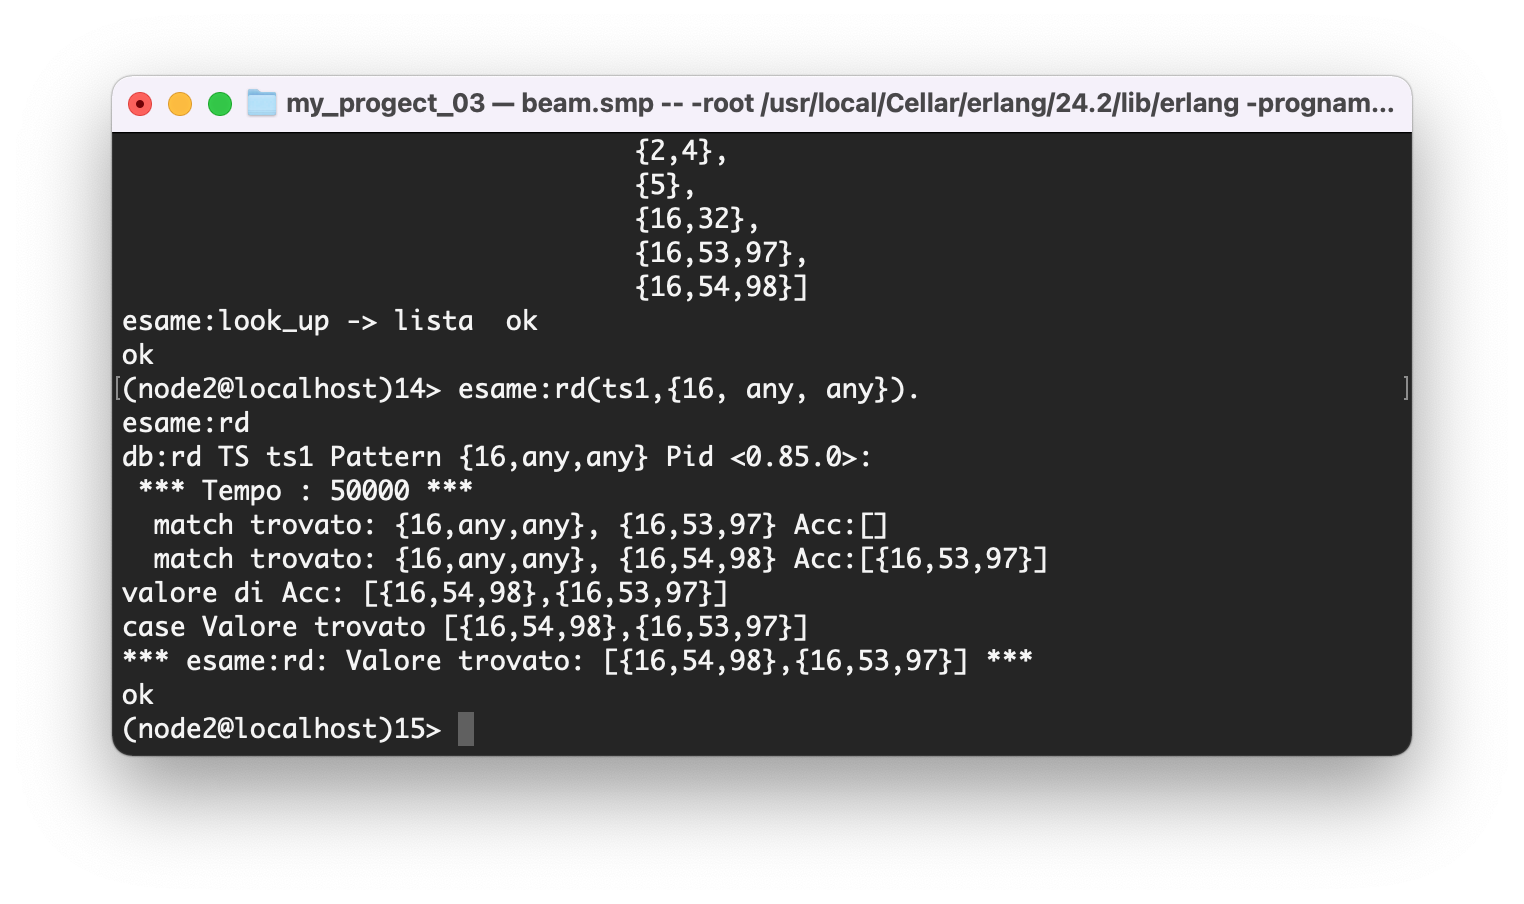 my_progect_03 — beam.smp -- -root /usr/local/Cellar/erlang/24.2/lib/erlang -prognam...
{2,4},
{5},
{16,32},
{16,53,97},
{16,54,98}]
esame:look_up -> lista  ok
ok
[(node2@localhost)14> esame:rd(ts1,{16, any, any}). ]
esame:rd
db:rd TS ts1 Pattern {16,any,any} Pid <0.85.0>:
 *** Tempo : 50000 ***
  match trovato: {16,any,any}, {16,53,97} Acc:[]
  match trovato: {16,any,any}, {16,54,98} Acc:[{16,53,97}]
valore di Acc: [{16,54,98},{16,53,97}]
case Valore trovato [{16,54,98},{16,53,97}]
*** esame:rd: Valore trovato: [{16,54,98},{16,53,97}] ***
ok
(node2@localhost)15>